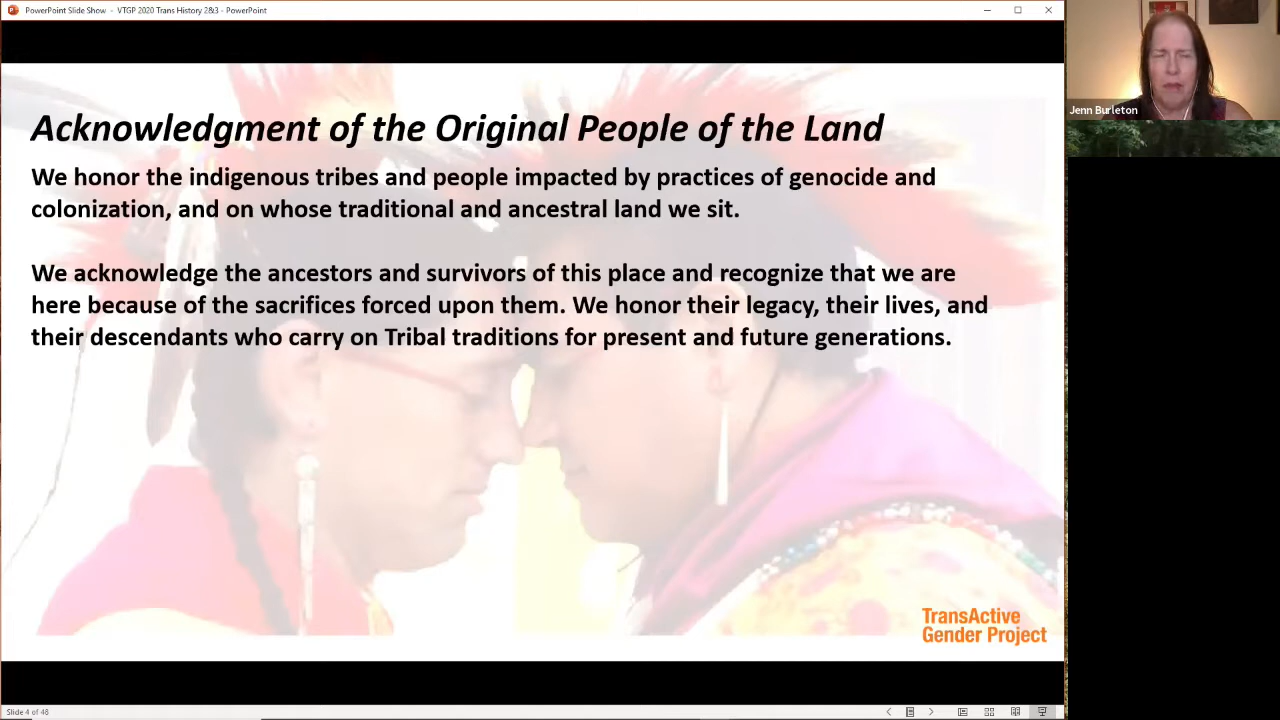 PowerPoint Slide Show - VTGP 2020 Trans History 2&3 - PowerPoint
Jenn Burleton
Acknowledgment of the Original People of the Land
We honor the indigenous tribes and people impacted by practices of genocide and
colonization, and on whose traditional and ancestral land we sit.
We acknowledge the ancestors and survivors of this place and recognize that we are
here because of the sacrifices forced upon them. We honor their legacy, their lives, and
their descendants who carry on Tribal traditions for present and future generations.
TransActive
Gender Project
Slide 4 of 46